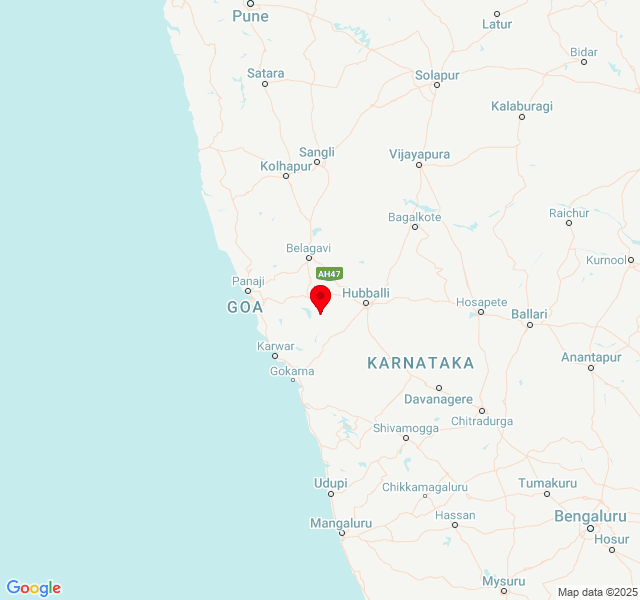 Pune
Latur
Bidar
Satara
Solapur
Kalaburagi
Sangli
Vijayapura
Kolhapur
Raichur
Bagalkote
Belagavi
Kurnool
AH47
Panaji
Hubballi
GOA
Hosapete
Ballari
Karwar
Anantapur
KARNATAKA
Gokarna
Davanagere
Chitradurga
Shivamogga
Udupi
Chikkamagaluru
Tumakuru
Hassan
Bengaluru
Mangaluru
Hosur
Mysuru
Google
Map data ©2025